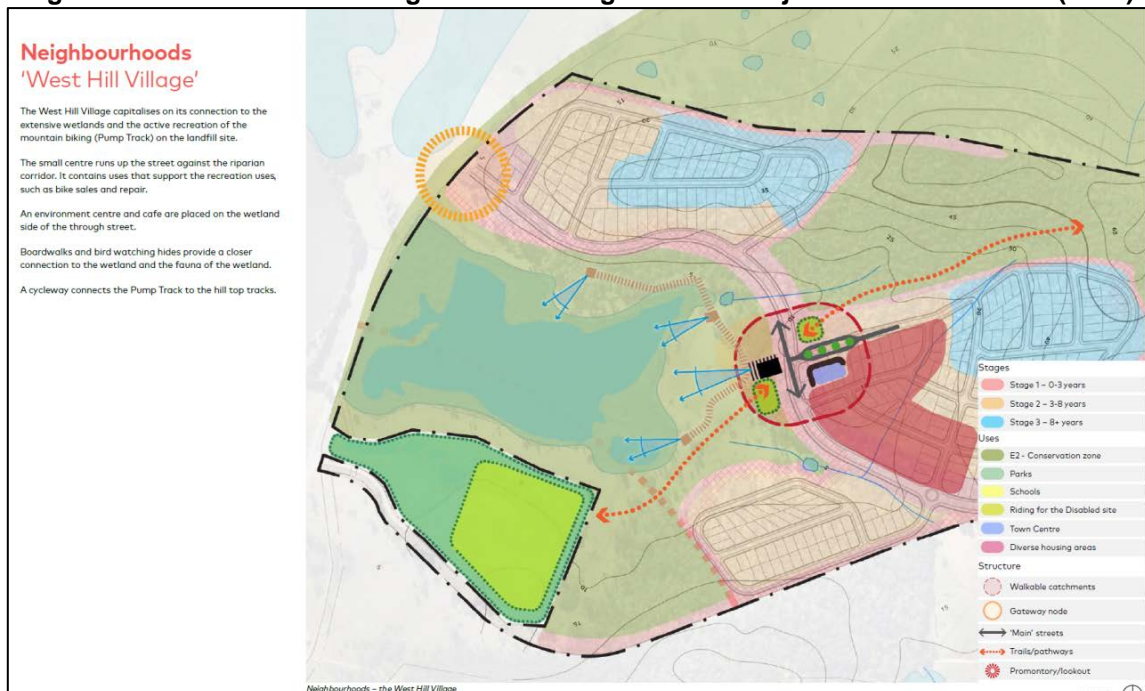 Neighbourhoods
'West Hill Village'
The West Hill Village capitalises on its connection to the
extensive wetlands and the active recreation of the
mountain biking (Pump Track) on the landfill site.
The small centre runs up the street against the riparian
corridor. It contains uses that support the recreation uses,
such as bike sales and repair.
An environment centre and cafe are placed on the wetland
side of the through street.
Boardwalks and bird watching hides provide a closer
connection to the wetland and the fauna of the wetland.
A cycleway connects the Pump Track to the hill top tracks.
Stages
Stage 1 – 0-3 years
Stage 2 – 3-8 years
Stage 3 – 8+ years
Uses
E2 - Conservation zone
Parks
Schools
Riding for the Disabled site
Town Centre
Diverse housing areas
Structure
Walkable catchments
Gateway node
'Main' streets
Trails/pathways
Promontory/lookout
Neighbourhoods – the West Hill Village